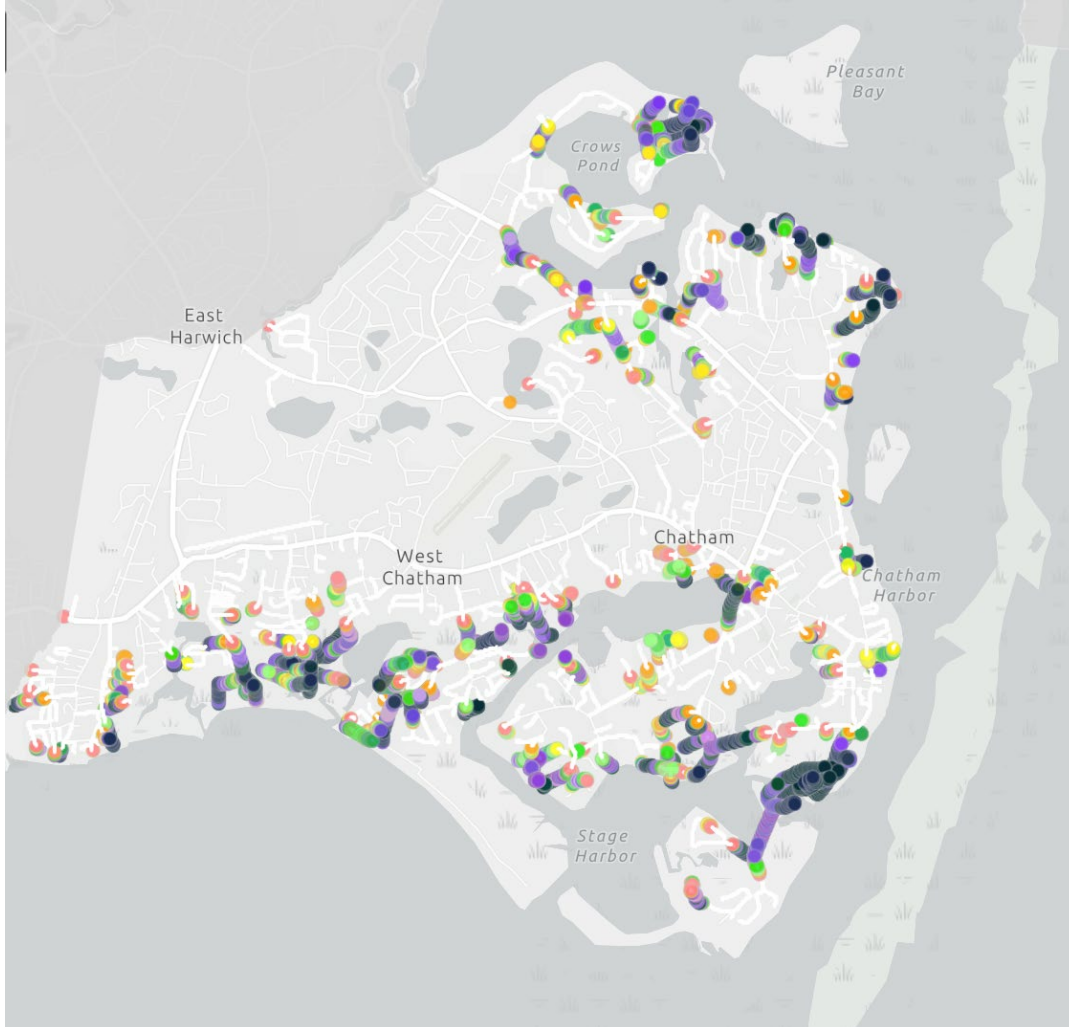 Pleasant
Bay
Crows
Pond
East
Harwich
Chatham
West
Chatham
Chatham
Harbor
Stage
Harbor